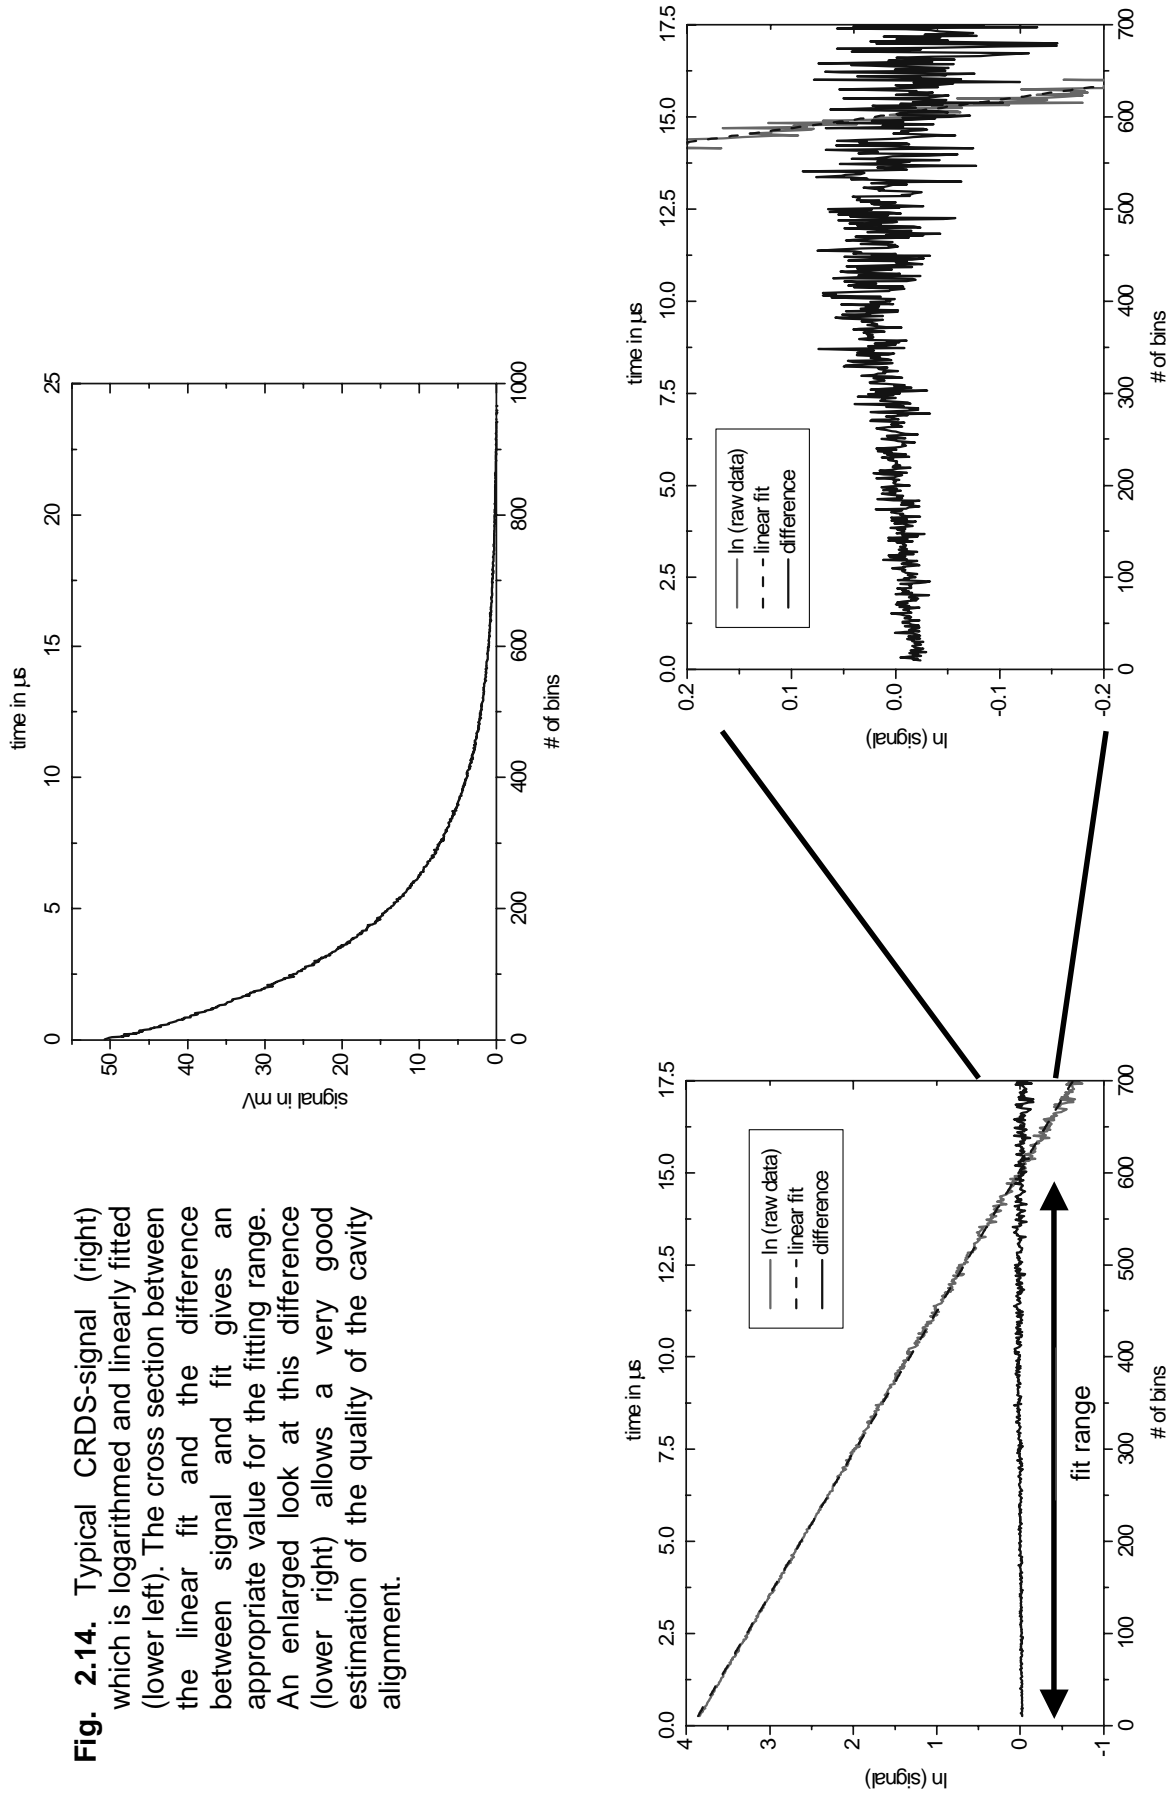 Fig. 2.14. Typical CRDS-signal (right)
which is logarithmed and linearly fitted
(lower left). The cross section between
the linear fit and the difference
between signal and fit gives an
appropriate value for the fitting range.
An enlarged look at this difference
(lower right) allows a very good
estimation of the quality of the cavity
alignment.
time in µs
0 5 10 15 20 25
50
40
30
20
10
0
signal in mV
0 200 400 600 800 1000
# of bins
time in µs
0.0 2.5 5.0 7.5 10.0 12.5 15.0 17.5
4
3
2
1
0
-1
ln (signal)
ln (raw data)
linear fit
difference
fit range
0 100 200 300 400 500 600 700
# of bins
time in µs
0.0 2.5 5.0 7.5 10.0 12.5 15.0 17.5
0.2
0.1
0.0
-0.1
-0.2
ln (signal)
ln (raw data)
linear fit
difference
0 100 200 300 400 500 600 700
# of bins